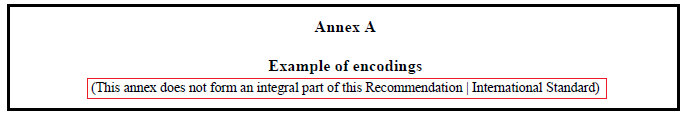 Annex A
Example of encodings
(This annex does not form an integral part of this Recommendation | International Standard)